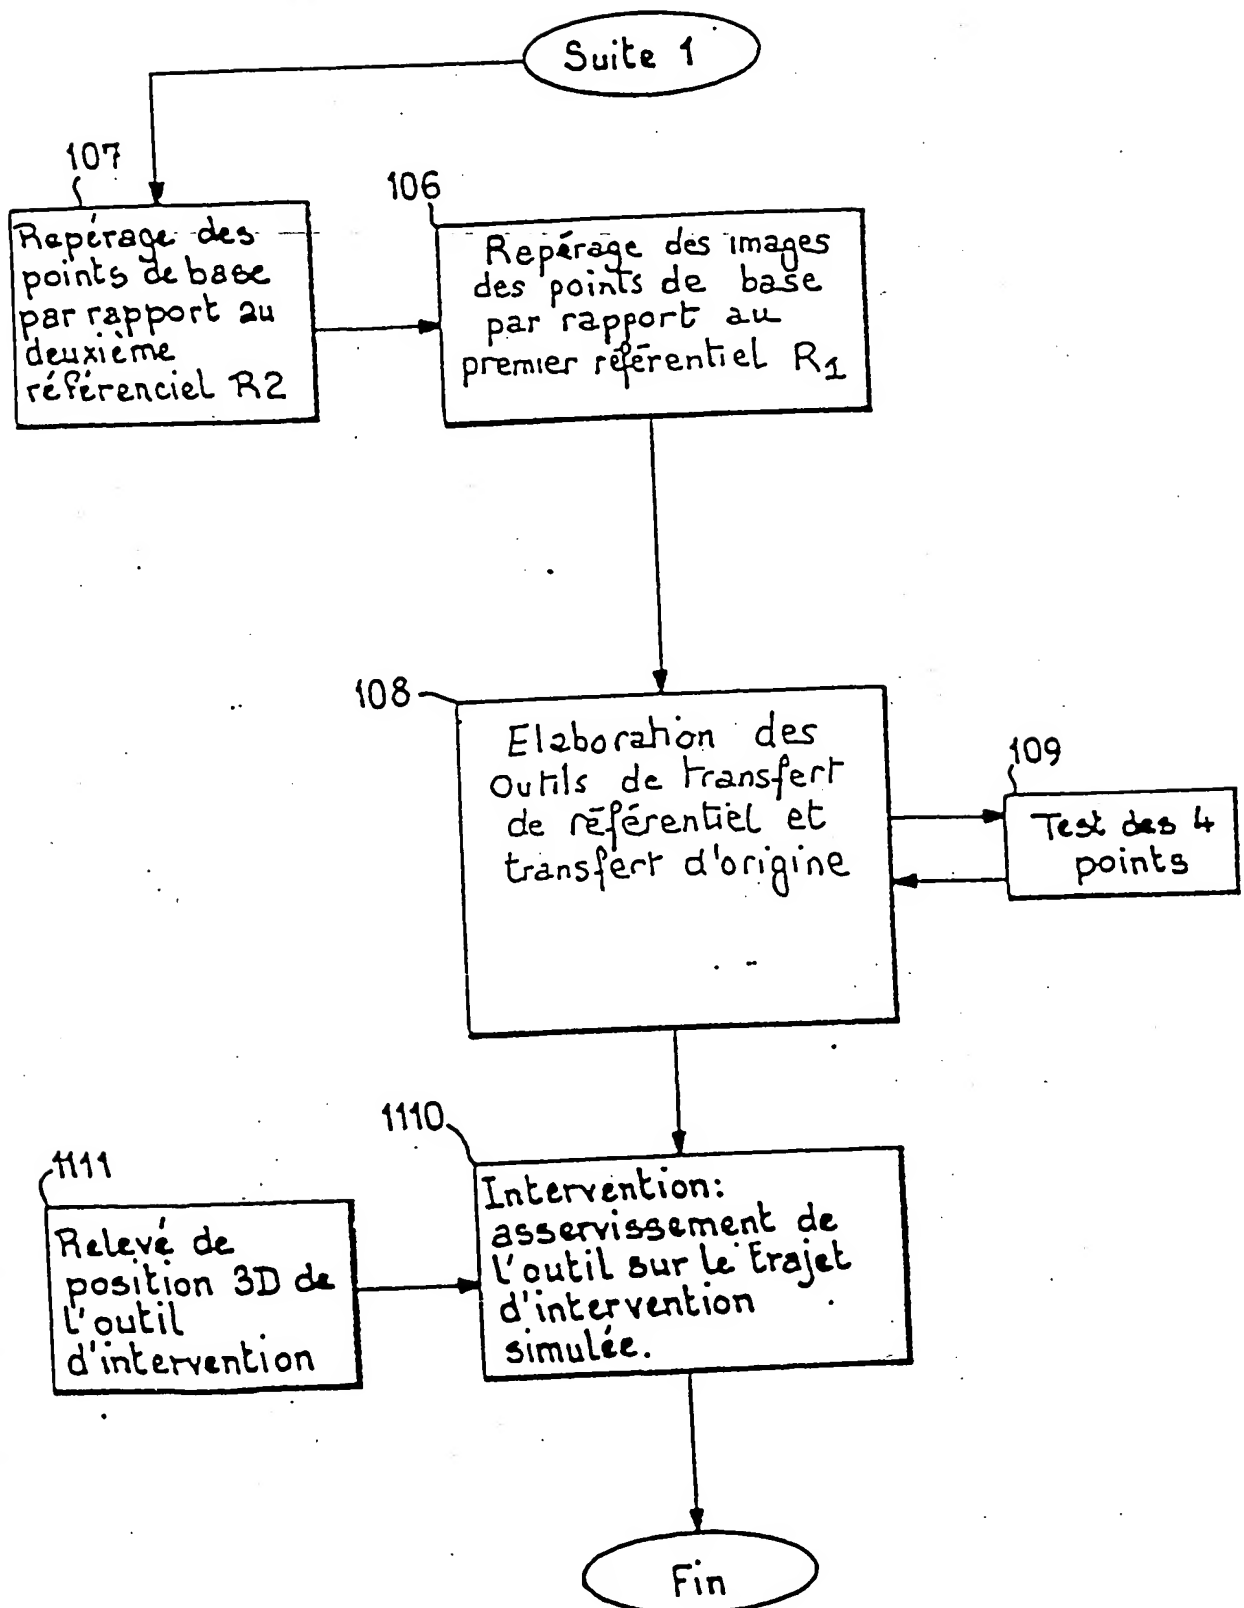 Suite 1
107
Repérage des
points de base
par rapport au
deuxième
référenciel R2
106
Repérage des images
des points de base
par rapport au
premier référentiel R1
108
Elaboration des
Outils de transfert
de référentiel et
transfert d'origine
109
Test des 4
points
1111
Relevé de
position 3D de
l'outil
d'intervention
1110
Intervention:
asservissement de
l'outil sur le trajet
d'intervention
simulée.
Fin